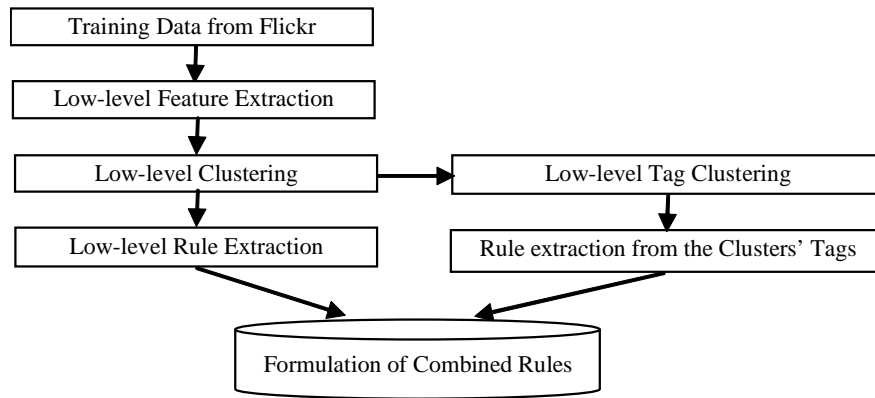 Training Data from Flickr
Low-level Feature Extraction
Low-level Clustering
Low-level Tag Clustering
Low-level Rule Extraction
Rule extraction from the Clusters’ Tags
Formulation of Combined Rules